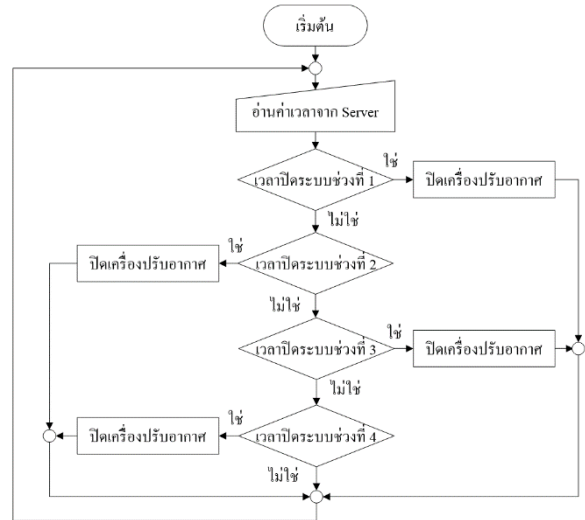 เริ่มต้น
อ่านค่าเวลาจาก Server
เวลาปิดระบบช่วงที่ 1
ใช่
ปิดเครื่องปรับอากาศ
ไม่ใช่
เวลาปิดระบบช่วงที่ 2
ใช่
ปิดเครื่องปรับอากาศ
ไม่ใช่
เวลาปิดระบบช่วงที่ 3
ใช่
ปิดเครื่องปรับอากาศ
ไม่ใช่
เวลาปิดระบบช่วงที่ 4
ใช่
ปิดเครื่องปรับอากาศ
ไม่ใช่